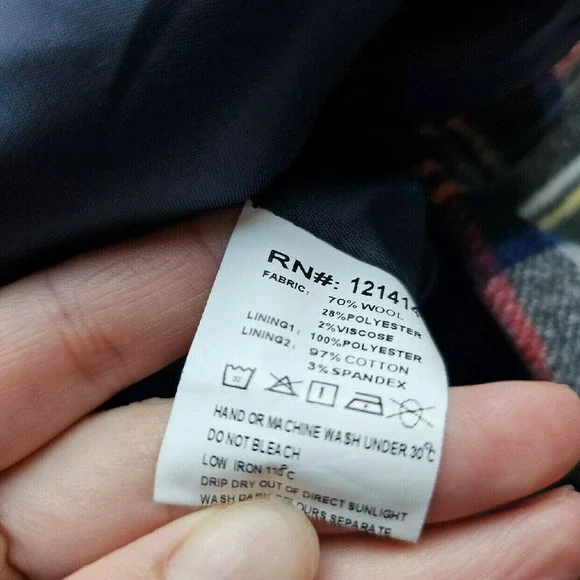 RN#: 121414
FABRIC: 70% WOOL
28%POLYESTER
2%VISCOSE
LINING1: 100%POLYESTER
LINING2: 97% COTTON
3% SPANDEX
HAND OR MACHINE WASH UNDER 30℃
DO NOT BLEACH
LOW IRON 110℃
DRIP DRY OUT OF DIRECT SUNLIGHT
WASH DARK COLOURS SEPARATE